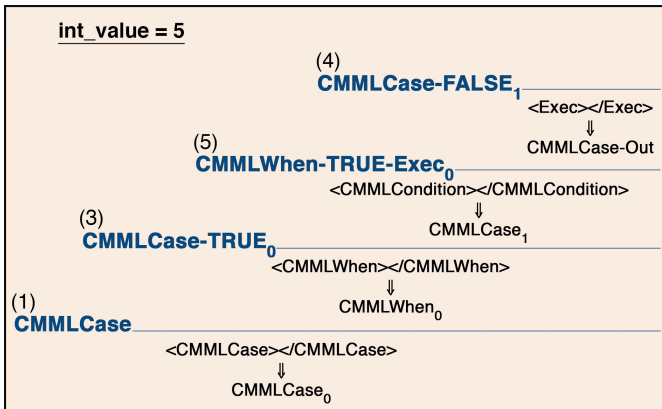 int_value = 5
(4)
CMMLCase-FALSE1
<Exec></Exec>
⇓
CMMLCase-Out
(5)
CMMLWhen-TRUE-Exec0
<CMMLCondition></CMMLCondition>
⇓
CMMLCase1
(3)
CMMLCase-TRUE0
<CMMLWhen></CMMLWhen>
⇓
CMMLWhen0
(1)
CMMLCase
<CMMLCase></CMMLCase>
⇓
CMMLCase0